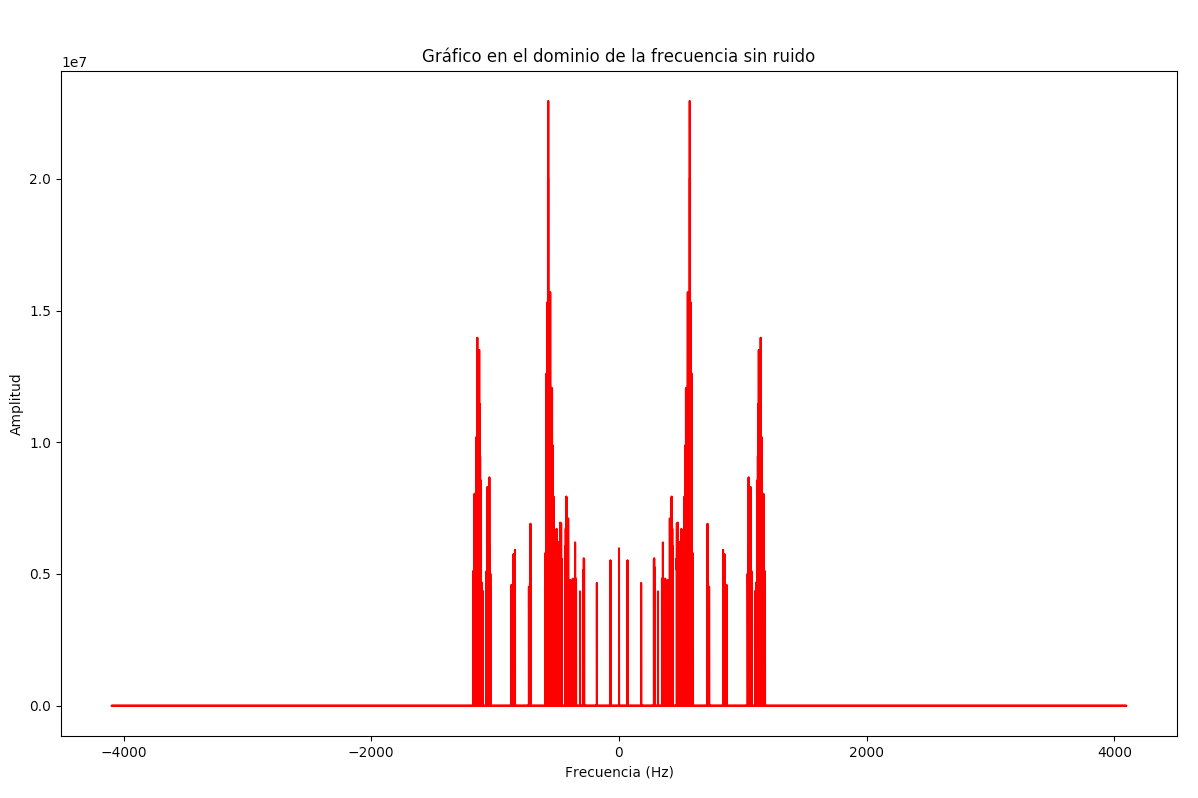 Gráfico en el dominio de la frecuencia sin ruido
1e7
2.0
1.5
1.0
0.5
0.0
Amplitud
−4000
−2000
0
2000
4000
Frecuencia (Hz)